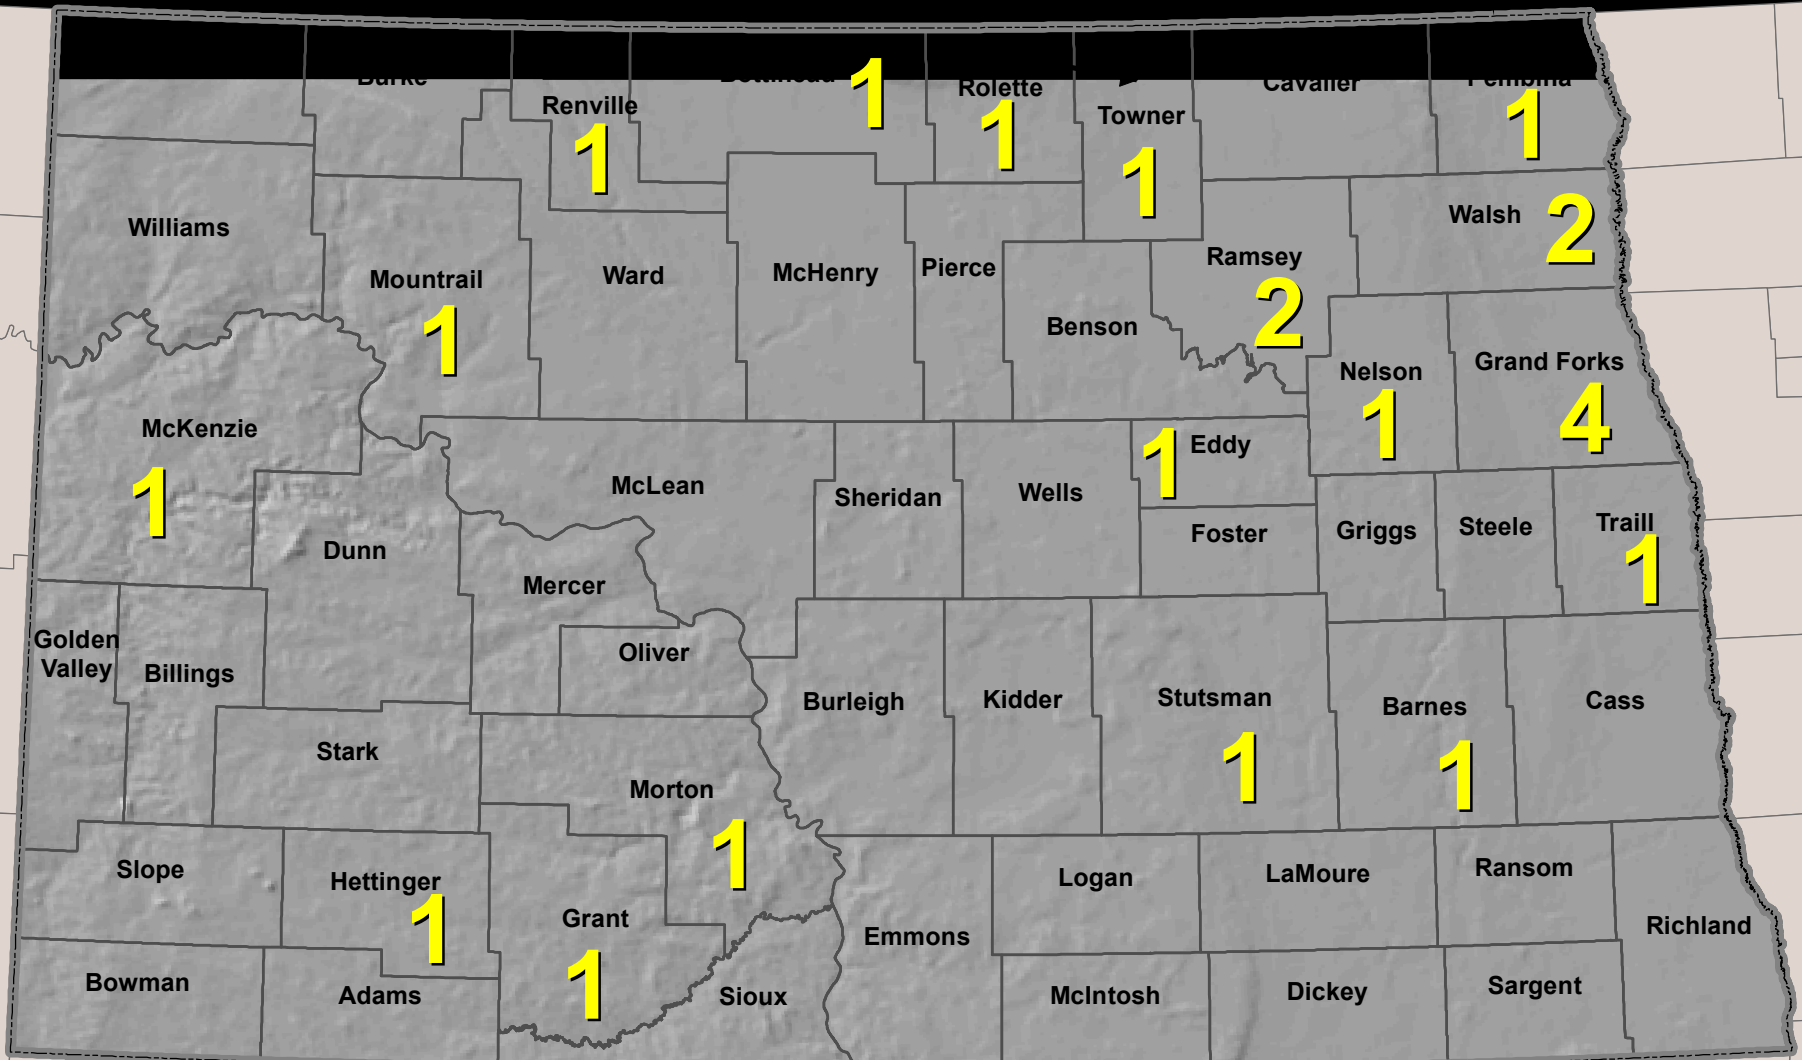 Burke
Bottineau
1
Rolette
1
Cavalier
Pembina
1
Renville
1
Towner
1
Williams
Walsh
2
Mountrail
1
Ward
McHenry
Pierce
Ramsey
2
Benson
Nelson
1
Grand Forks
4
McKenzie
1
McLean
Sheridan
Wells
1
Eddy
Foster
Griggs
Steele
Traill
1
Dunn
Mercer
Golden
Valley
Billings
Oliver
Burleigh
Kidder
Stutsman
1
Barnes
1
Cass
Stark
Morton
1
Slope
Hettinger
1
Grant
1
Emmons
Logan
LaMoure
Ransom
Richland
Bowman
Adams
Sioux
McIntosh
Dickey
Sargent